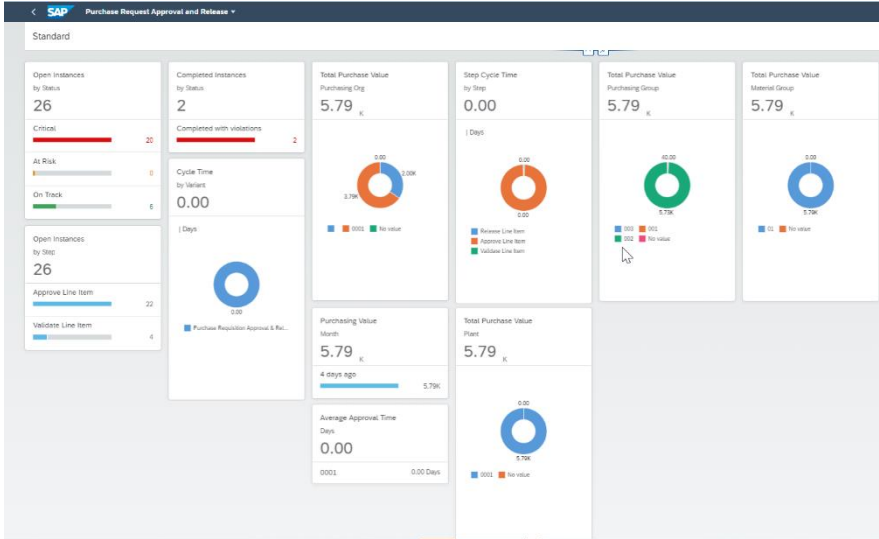 SAP Purchase Request Approval and Release
Standard
Open Instances
by Status
26
Critical
20
At Risk
0
On Track
6
Open Instances
by Step
26
Approve Line Item
22
Validate Line Item
4
Completed Instances
by Status
2
Completed with violations
2
Cycle Time
by Variant
0.00
| Days
0.00
Purchase Requisition Approval & Rel...
Total Purchase Value
Purchasing Org
5.79 K
0.00
2.00K
3.79K
0001 No value
Purchasing Value
Month
5.79 K
4 days ago
5.79K
Average Approval Time
Days
0.00
0001 0.00 Days
Step Cycle Time
by Step
0.00
| Days
0.00
0.00
Release Line Item
Approve Line Item
Validate Line Item
Total Purchase Value
Plant
5.79 K
0.00
5.79K
0001 No value
Total Purchase Value
Purchasing Group
5.79 K
40.00
5.73K
003 001
002 No value
Total Purchase Value
Material Group
5.79 K
0.00
5.79K
01 No value